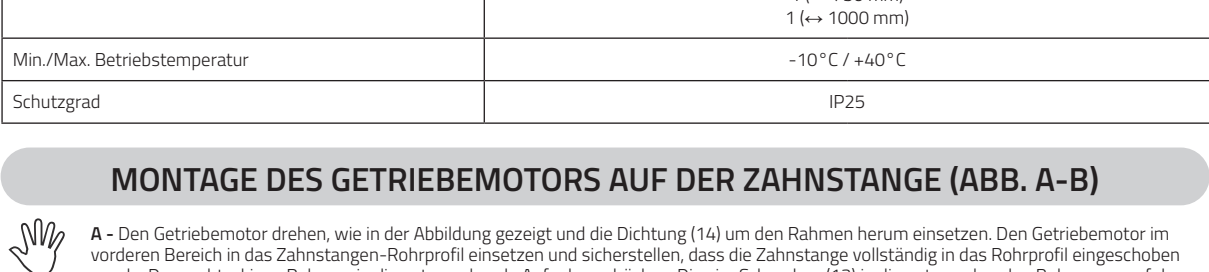 1 (↔ 1000 mm)
Min./Max. Betriebstemperatur -10°C / +40°C
Schutzgrad IP25
MONTAGE DES GETRIEBEMOTORS AUF DER ZAHNSTANGE (ABB. A-B)
A - Den Getriebemotor drehen, wie in der Abbildung gezeigt und die Dichtung (14) um den Rahmen herum einsetzen. Den Getriebemotor im
vorderen Bereich in das Zahnstangen-Rohrprofil einsetzen und sicherstellen, dass die Zahnstange vollständig in das Rohrprofil eingeschoben